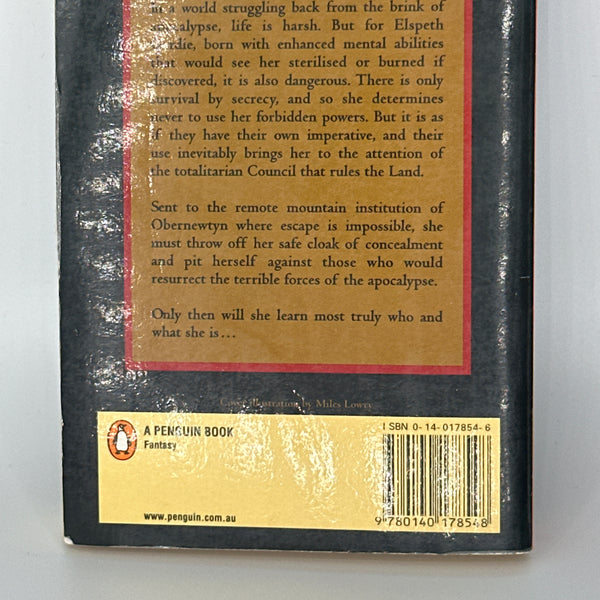 in a world struggling back from the brink of
apocalypse, life is harsh. But for Elspeth
Gordie, born with enhanced mental abilities
that would see her sterilised or burned if
discovered, it is also dangerous. There is only
survival by secrecy, and so she determines
never to use her forbidden powers. But it is as
if they have their own imperative, and their
use inevitably brings her to the attention of
the totalitarian Council that rules the Land.
Sent to the remote mountain institution of
Obernewtyn where escape is impossible, she
must throw off her safe cloak of concealment
and pit herself against those who would
resurrect the terrible forces of the apocalypse.
Only then will she learn most truly who and
what she is...
Cover illustration by Miles Lowry
A PENGUIN BOOK
Fantasy
www.penguin.com.au
ISBN 0-14-017854-6
9 780140 178548